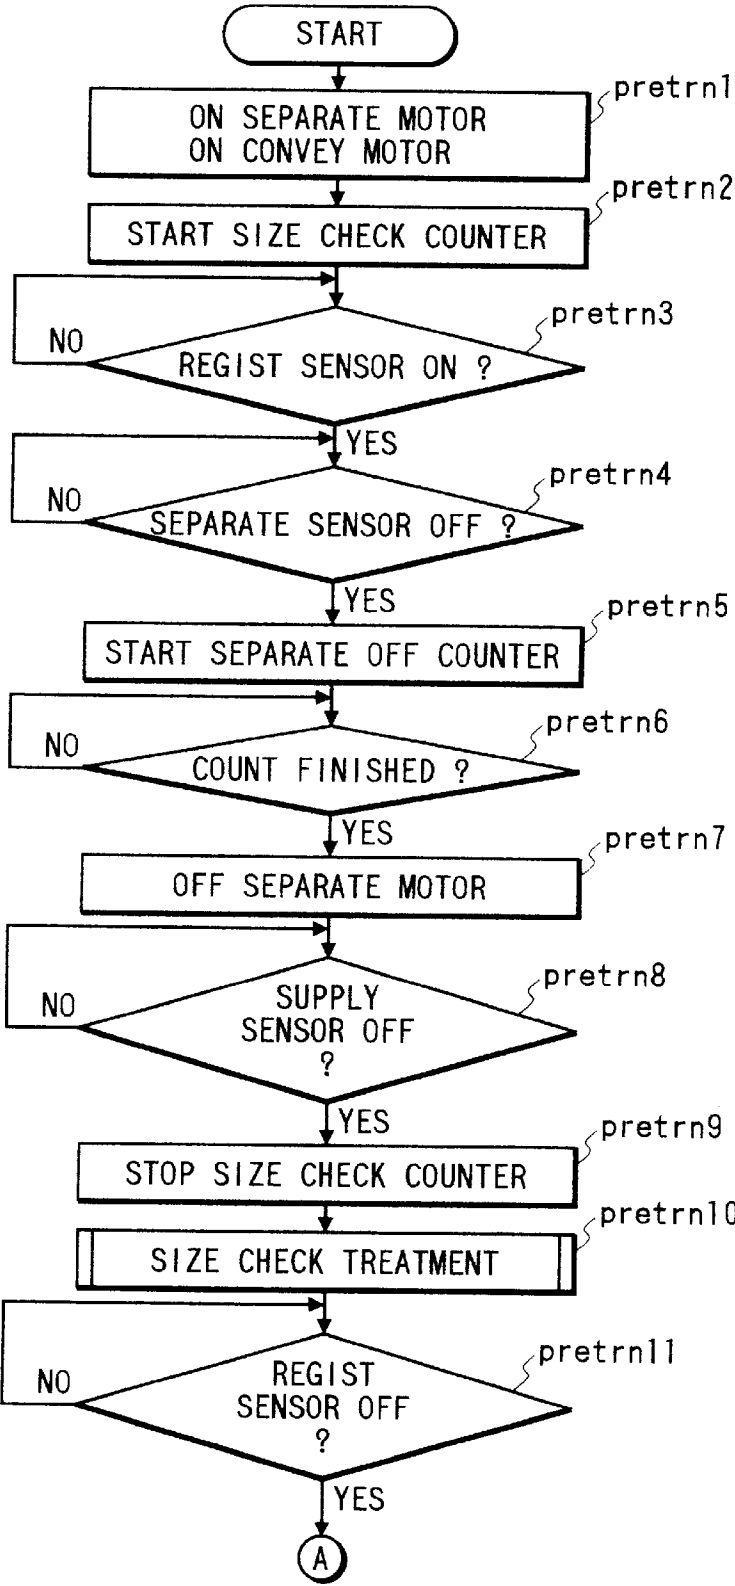 START
pretrn1
ON SEPARATE MOTOR
ON CONVEY MOTOR
pretrn2
START SIZE CHECK COUNTER
pretrn3
NO
REGIST SENSOR ON ?
YES
pretrn4
NO
SEPARATE SENSOR OFF ?
YES
pretrn5
START SEPARATE OFF COUNTER
pretrn6
NO
COUNT FINISHED ?
YES
pretrn7
OFF SEPARATE MOTOR
pretrn8
NO
SUPPLY
SENSOR OFF
?
YES
pretrn9
STOP SIZE CHECK COUNTER
pretrn10
SIZE CHECK TREATMENT
pretrn11
NO
REGIST
SENSOR OFF
?
YES
A